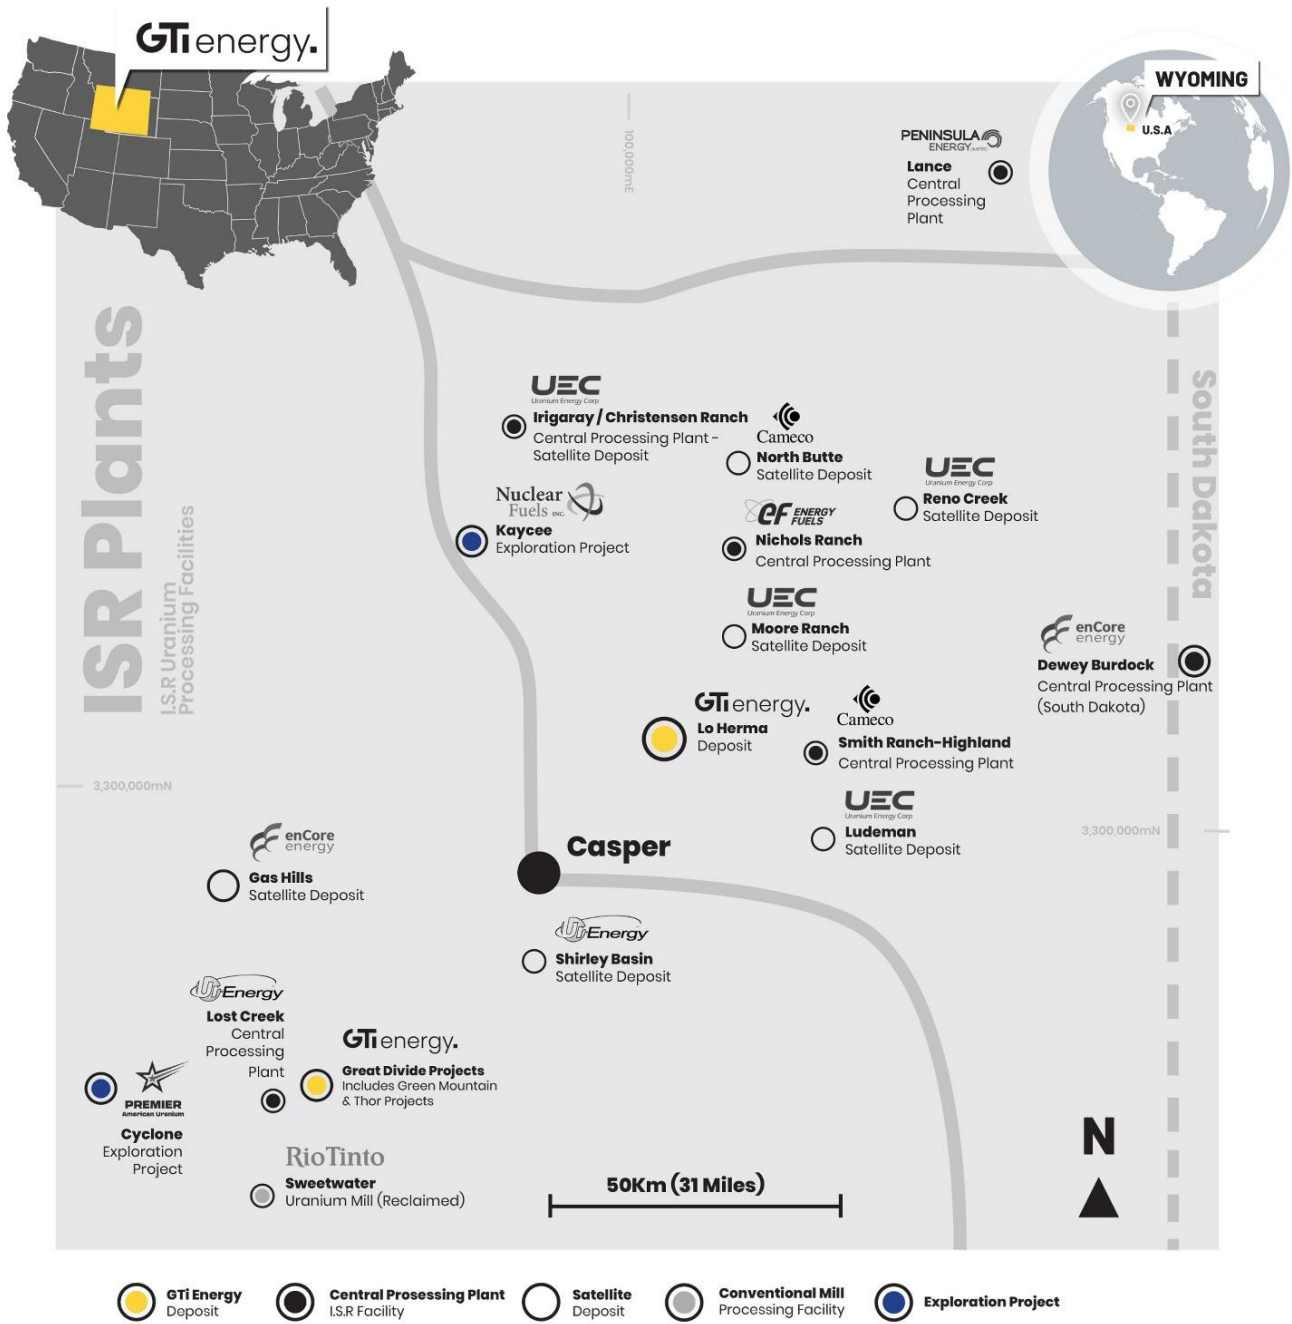 GTi energy.
WYOMING
U.S.A
100,000mE
PENINSULA
ENERGY LIMITED
Lance
Central
Processing
Plant
ISR Plants
I.S.R Uranium
Processing Facilities
South Dakota
UEC
Uranium Energy Corp
Irigaray / Christensen Ranch
Central Processing Plant -
Satellite Deposit
Cameco
North Butte
Satellite Deposit
UEC
Uranium Energy Corp
Reno Creek
Satellite Deposit
Nuclear
Fuels INC.
Kaycee
Exploration Project
ef ENERGY
FUELS
Nichols Ranch
Central Processing Plant
UEC
Uranium Energy Corp
Moore Ranch
Satellite Deposit
enCore
energy
Dewey Burdock
Central Processing Plant
(South Dakota)
GTi energy.
Lo Herma
Deposit
Cameco
Smith Ranch-Highland
Central Processing Plant
3,300,000mN
UEC
Uranium Energy Corp
Ludeman
Satellite Deposit
3,300,000mN
enCore
energy
Gas Hills
Satellite Deposit
Casper
Ur-Energy
Shirley Basin
Satellite Deposit
Ur-Energy
Lost Creek
Central
Processing
Plant
GTi energy.
Great Divide Projects
Includes Green Mountain
& Thor Projects
PREMIER
American Uranium
Cyclone
Exploration
Project
RioTinto
Sweetwater
Uranium Mill (Reclaimed)
50Km (31 Miles)
N
GTi Energy
Deposit
Central Prosessing Plant
I.S.R Facility
Satellite
Deposit
Conventional Mill
Processing Facility
Exploration Project